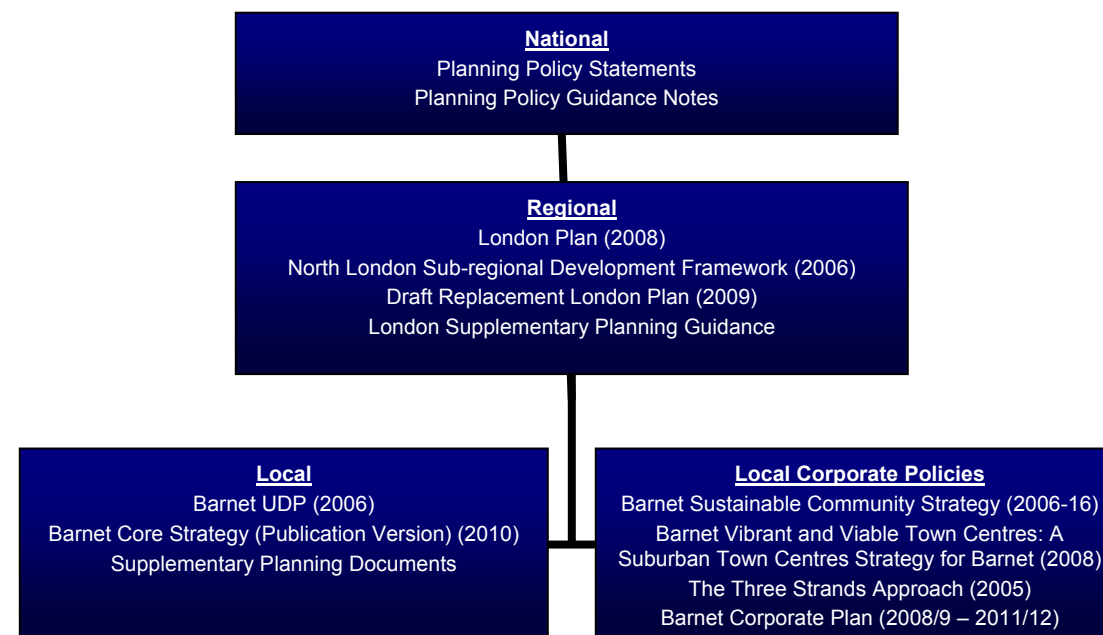 National
Planning Policy Statements
Planning Policy Guidance Notes
Regional
London Plan (2008)
North London Sub-regional Development Framework (2006)
Draft Replacement London Plan (2009)
London Supplementary Planning Guidance
Local
Barnet UDP (2006)
Barnet Core Strategy (Publication Version) (2010)
Supplementary Planning Documents
Local Corporate Policies
Barnet Sustainable Community Strategy (2006-16)
Barnet Vibrant and Viable Town Centres: A
Suburban Town Centres Strategy for Barnet (2008)
The Three Strands Approach (2005)
Barnet Corporate Plan (2008/9 – 2011/12)